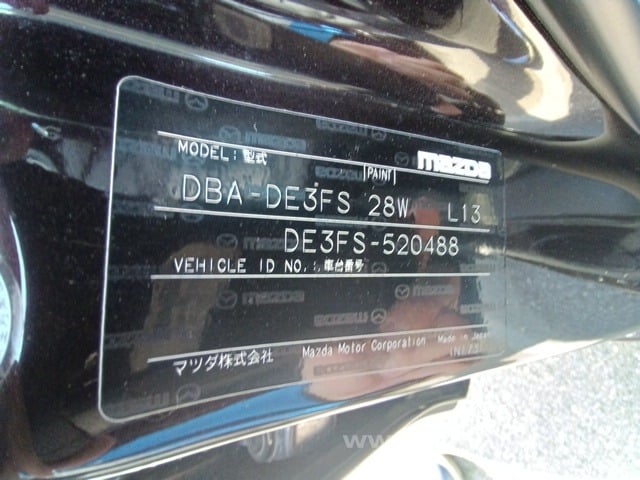 mazda
MODEL: 型式 PAINT
DBA-DE3FS 28W L13
DE3FS-520488
VEHICLE ID NO. 車台番号
マツダ株式会社 Mazda Motor Corporation Made in Japan